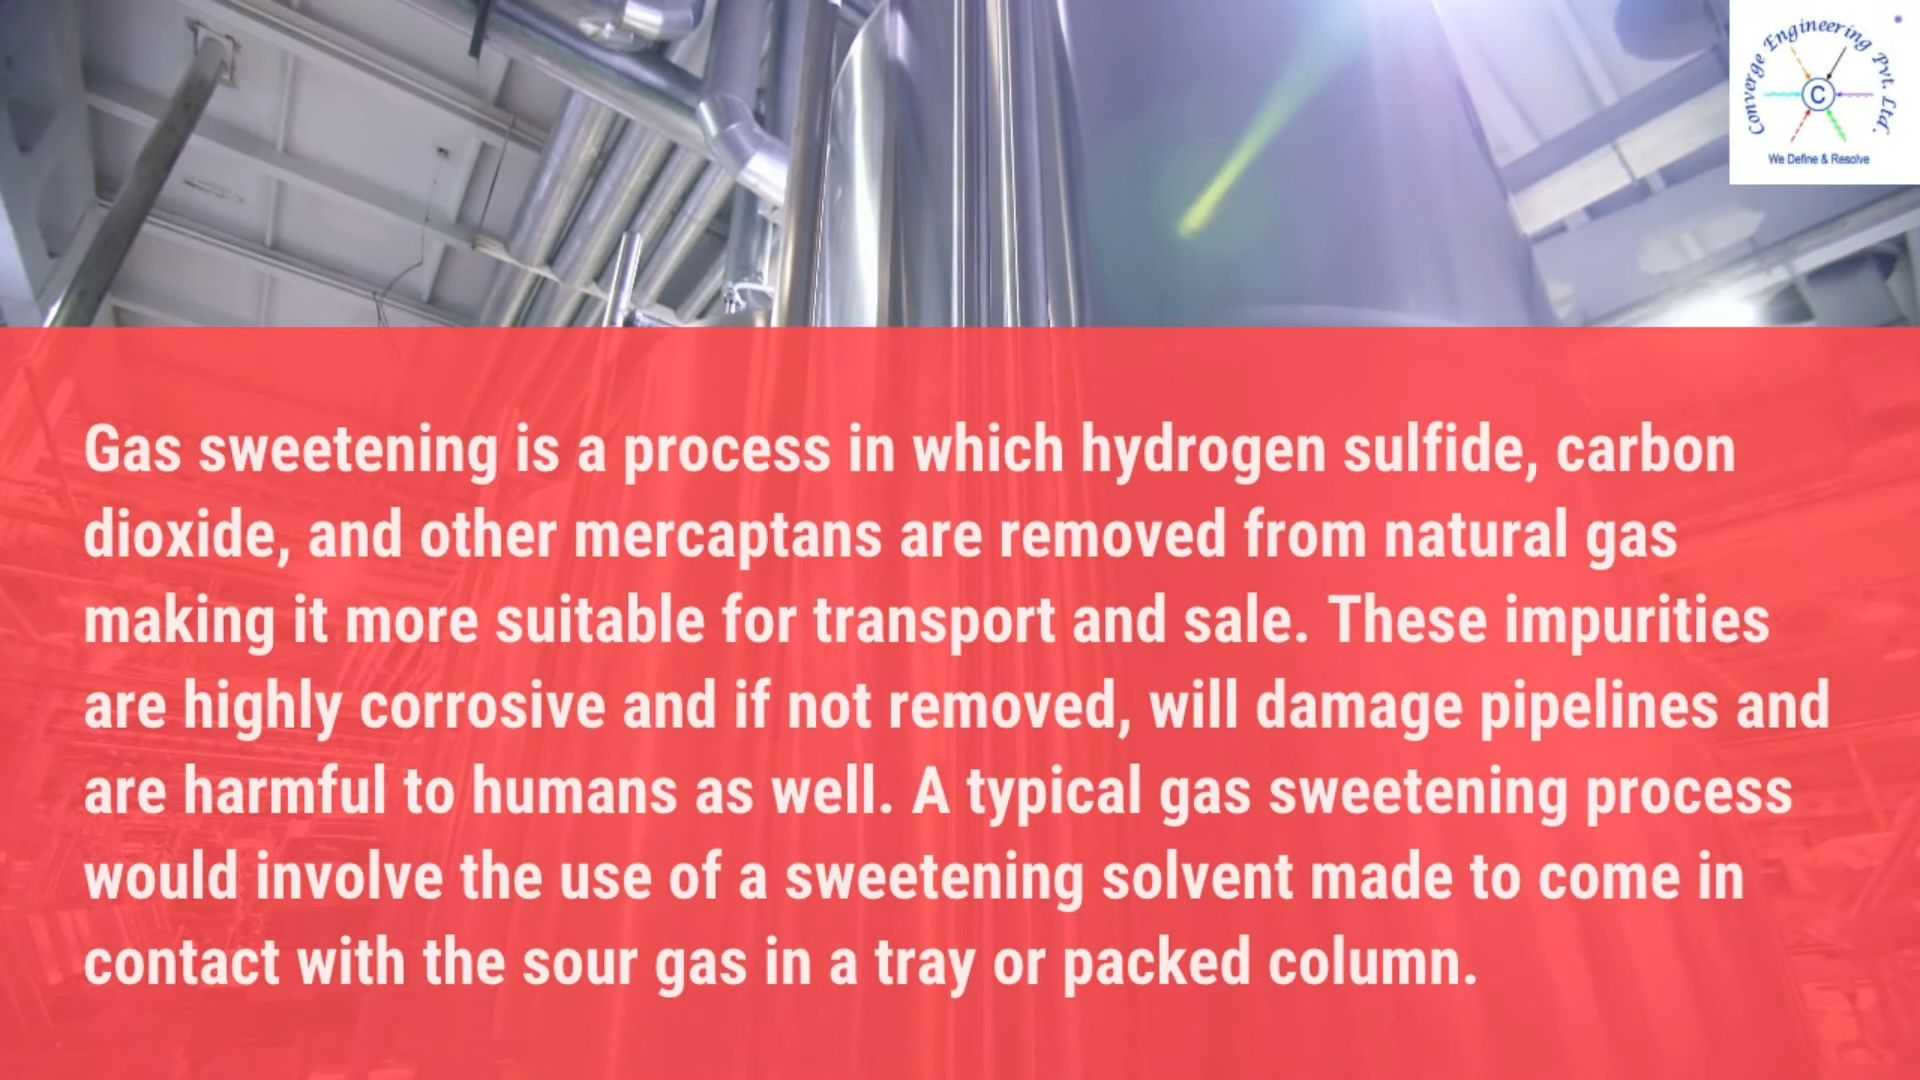 Converge Engineering Pvt. Ltd.
C
We Define & Resolve
Gas sweetening is a process in which hydrogen sulfide, carbon
dioxide, and other mercaptans are removed from natural gas
making it more suitable for transport and sale. These impurities
are highly corrosive and if not removed, will damage pipelines and
are harmful to humans as well. A typical gas sweetening process
would involve the use of a sweetening solvent made to come in
contact with the sour gas in a tray or packed column.